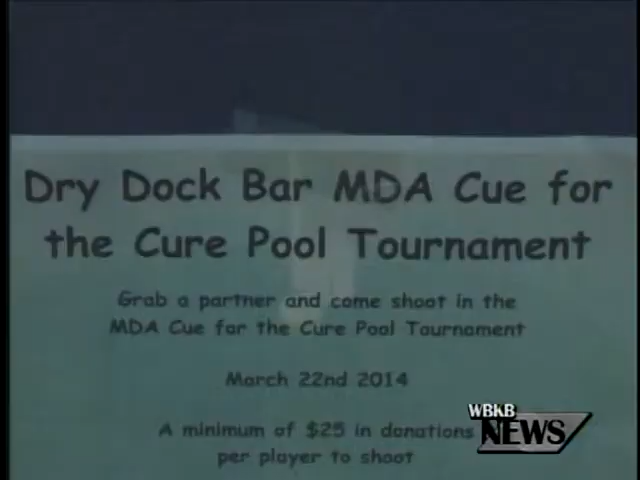 Dry Dock Bar MDA Cue for
the Cure Pool Tournament
Grab a partner and come shoot in the
MDA Cue for the Cure Pool Tournament
March 22nd 2014
A minimum of $25 in donations
per player to shoot
WBKB
NEWS